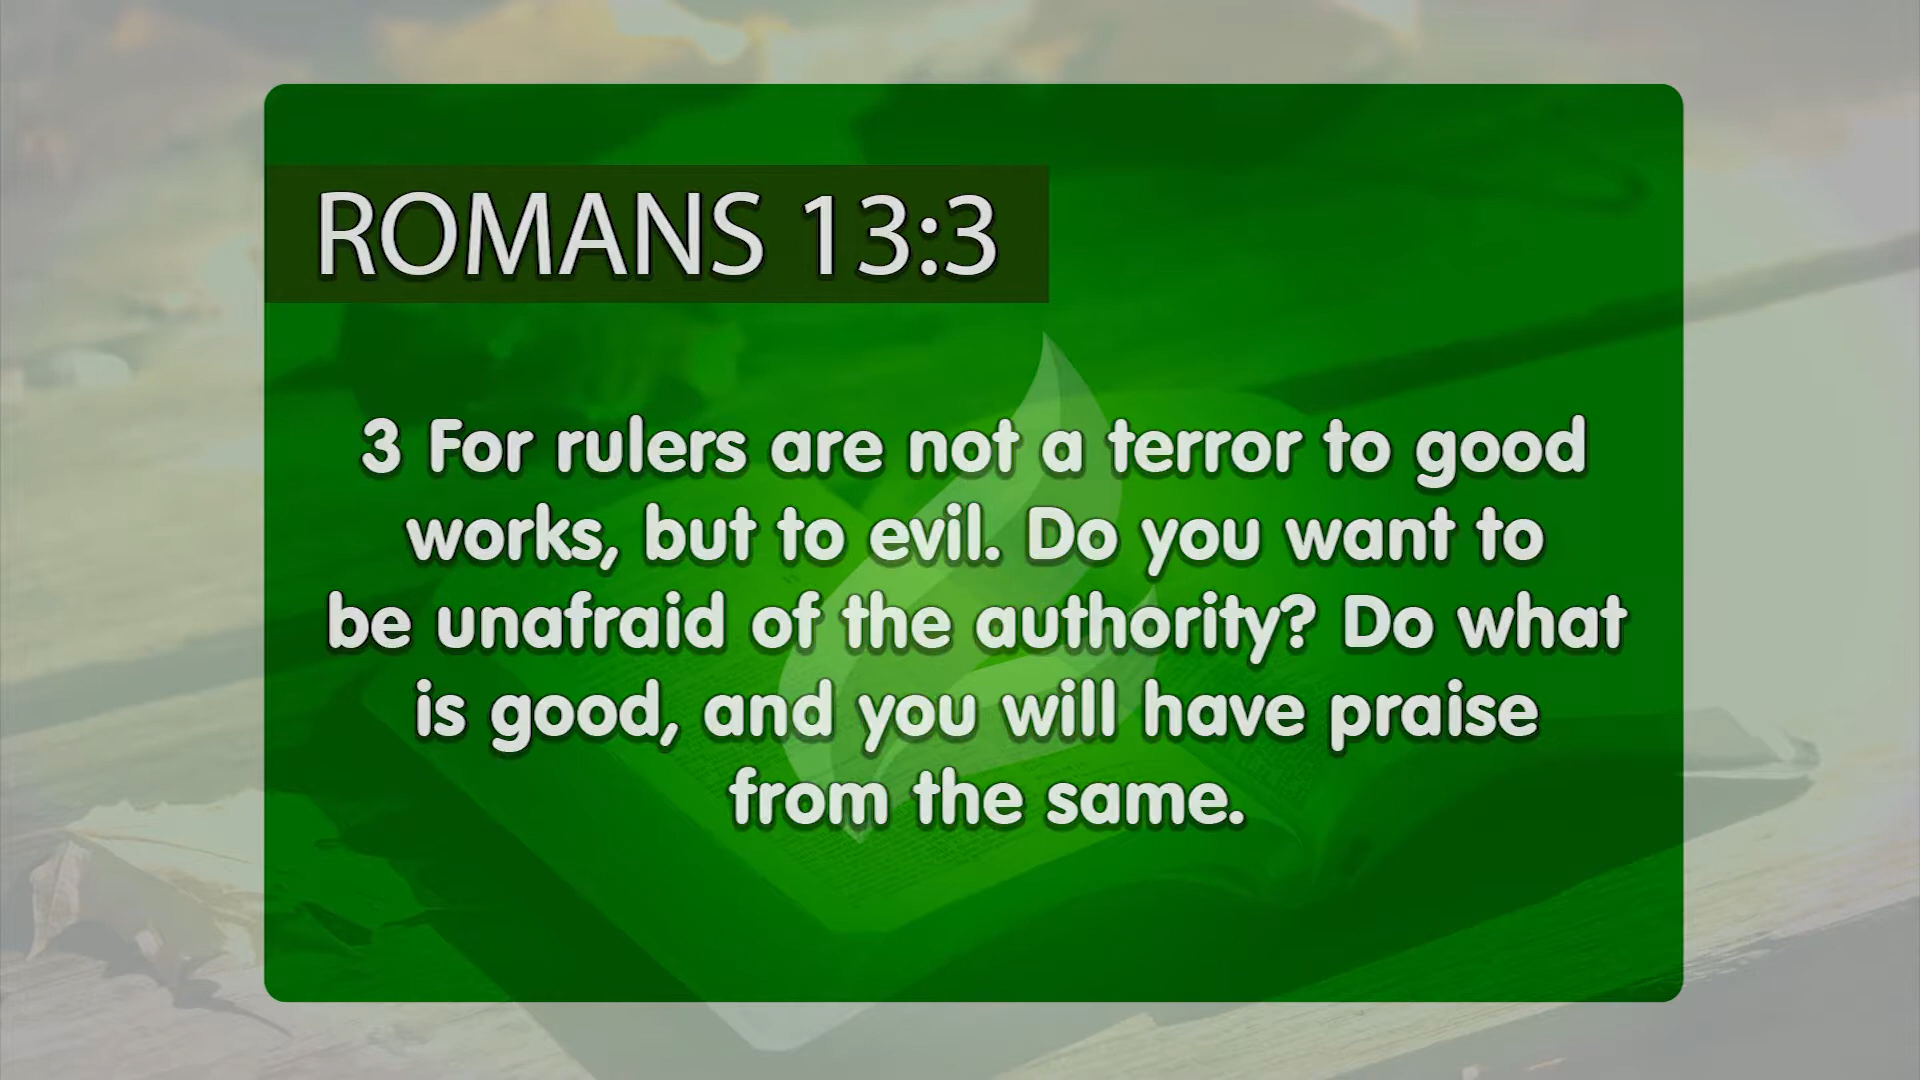 ROMANS 13:3
3 For rulers are not a terror to good
works, but to evil. Do you want to
be unafraid of the authority? Do what
is good, and you will have praise
from the same.